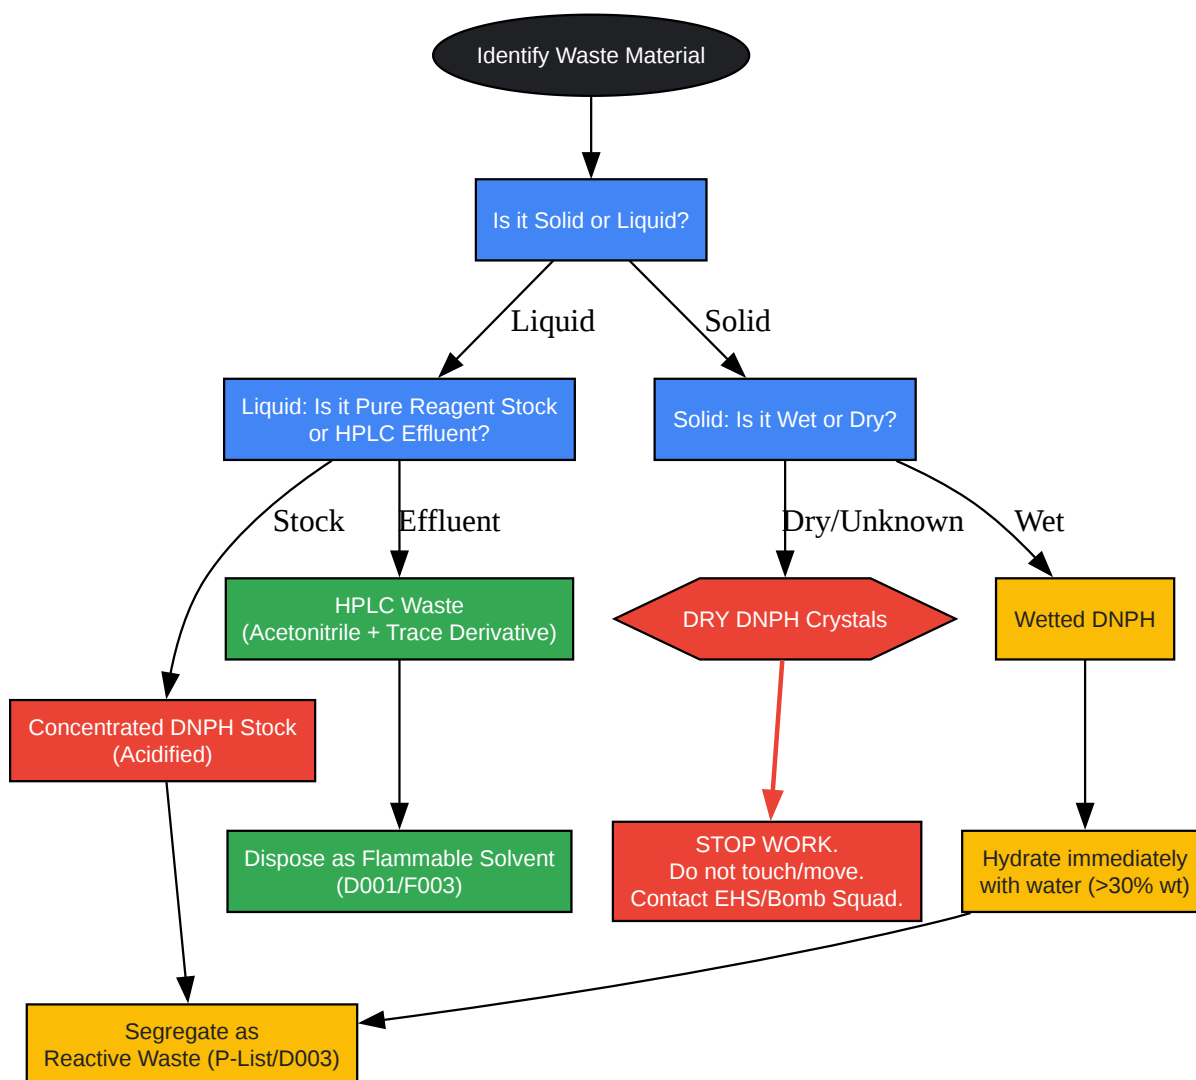 Identify Waste Material
Is it Solid or Liquid?
Liquid
Solid
Liquid: Is it Pure Reagent Stock
or HPLC Effluent?
Solid: Is it Wet or Dry?
Stock
Effluent
Dry/Unknown
Wet
HPLC Waste
(Acetonitrile + Trace Derivative)
DRY DNPH Crystals
Wetted DNPH
Concentrated DNPH Stock
(Acidified)
Dispose as Flammable Solvent
(D001/F003)
STOP WORK.
Do not touch/move.
Contact EHS/Bomb Squad.
Hydrate immediately
with water (>30% wt)
Segregate as
Reactive Waste (P-List/D003)